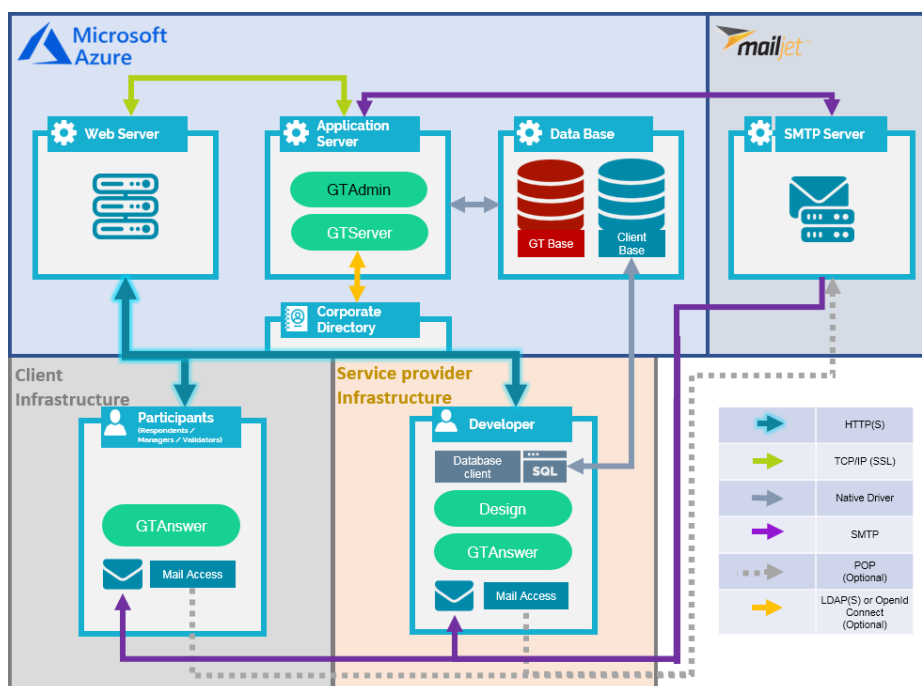 Microsoft
Azure
mailjet
Web Server
Application
Server
Data Base
SMTP Server
GTAdmin
GTServer
GT Base
Client
Base
Corporate
Directory
Client
Infrastructure
Service provider
Infrastructure
Participants
(Respondents /
Managers / Validators)
Developer
Database
client
SQL
Design
GTAnswer
GTAnswer
Mail Access
Mail Access
HTTP(S)
TCP/IP (SSL)
Native Driver
SMTP
POP
(Optional)
LDAP(S) or OpenId
Connect
(Optional)